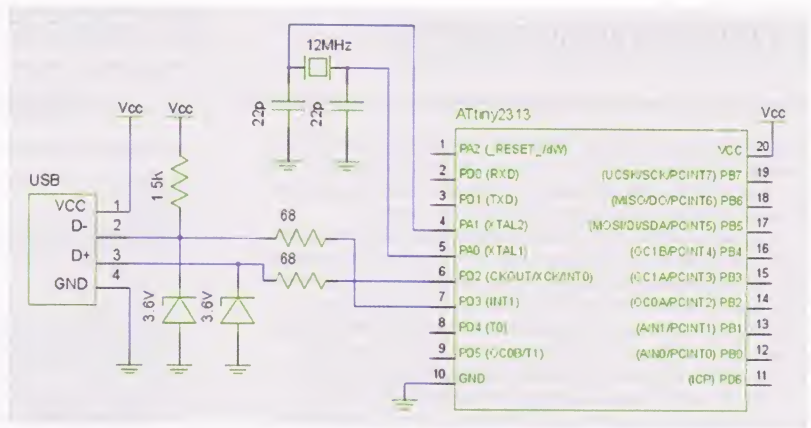 12MHz
22p
22p
Vcc
Vcc
1.5K
USB
VCC 1
D- 2
D+ 3
GND 4
68
68
3.6V
3.6V
ATtiny2313
Vcc
1 PA2 (_RESET_/dW)
2 PD0 (RXD)
3 PD1 (TXD)
4 PA1 (XTAL2)
5 PA0 (XTAL1)
6 PD2 (CKOUT/XCK/INT0)
7 PD3 (INT1)
8 PD4 (T0)
9 PD5 (OC0B/T1)
10 GND
VCC 20
(UCSK/SCK/PCINT7) PB7 19
(MISO/DO/PCINT6) PB6 18
(MOSI/DI/SDA/PCINT5) PB5 17
(OC1B/PCINT4) PB4 16
(OC1A/PCINT3) PB3 15
(OC0A/PCINT2) PB2 14
(AIN1/PCINT1) PB1 13
(AIN0/PCINT0) PB0 12
(ICP) PD6 11